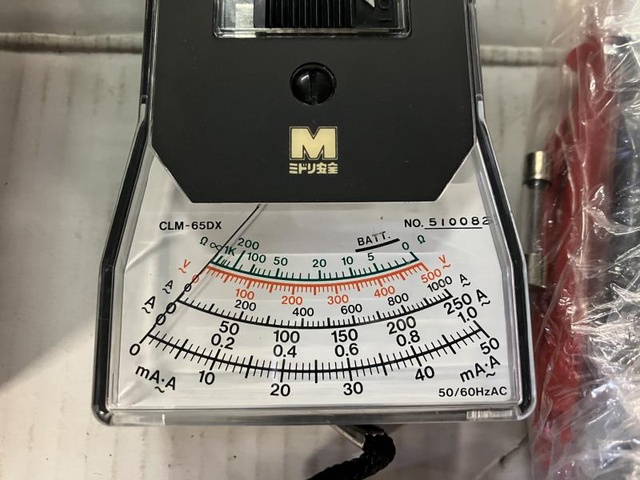 M
ミドリ安全
CLM-65DX
NO. 510082
BATT.
Ω ∞ 1K 200 100 50 20 10 5 0 Ω
V 0 100 200 300 400 500 V
A 0 200 400 600 800 1000 A
A 0 50 100 150 200 250 A
0 0.2 0.4 0.6 0.8 1.0
0 10 20 30 40 50
mA·A mA·A
50/60HzAC